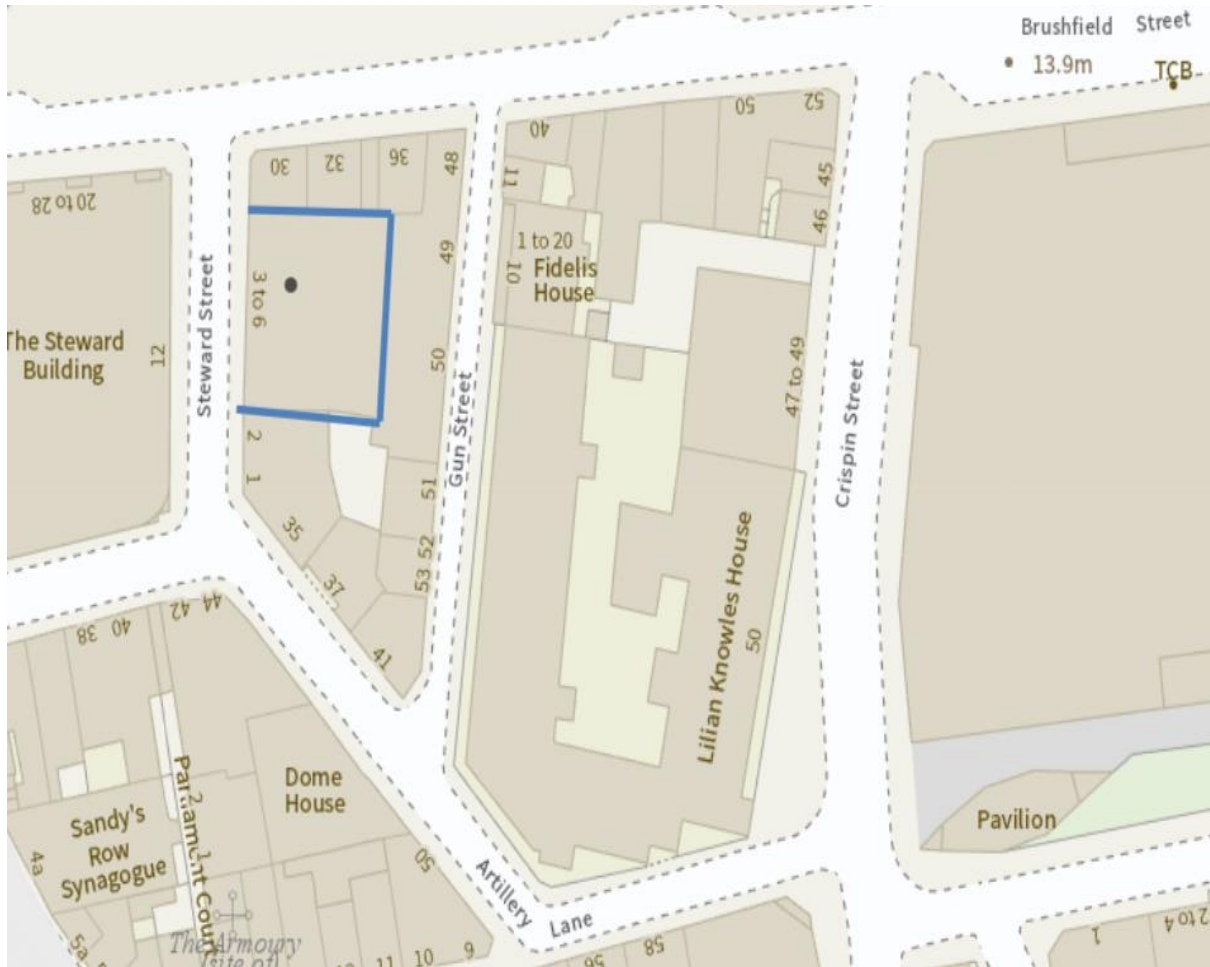 Brushfield Street
13.9m
TCB
52
50
40
48
36
32
30
20 to 28
45
46
11
49
1 to 20
Fidelis
House
10
3 to 6
Steward Street
The Steward
Building
12
50
Gun Street
47 to 49
Crispin Street
2
1
51
35
52
53
37
41
Lilian Knowles House
50
44
42
40
38
Dome
House
Parliament Court
2
1
Sandy's
Row
Synagogue
4a
5a
Pavilion
50
Artillery
Lane
The Armoury
(site of)
11
10
9
58
56
1
2 to 4